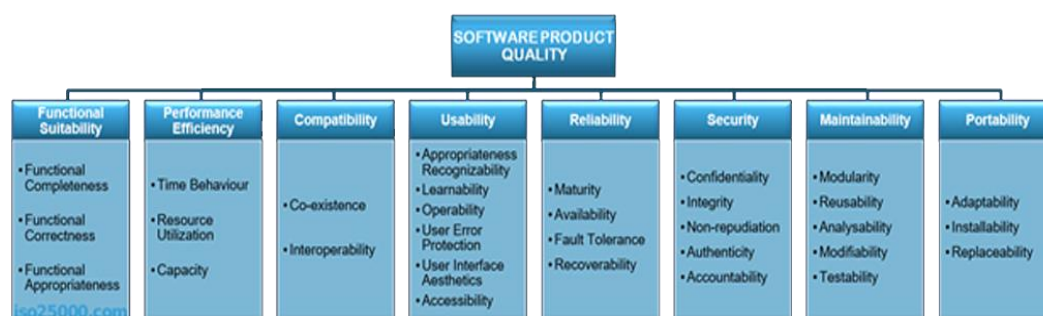 SOFTWARE PRODUCT
QUALITY
Functional
Suitability
• Functional
Completeness
• Functional
Correctness
• Functional
Appropriateness
Performance
Efficiency
• Time Behaviour
• Resource
Utilization
• Capacity
Compatibility
• Co-existence
• Interoperability
Usability
• Appropriateness
Recognizability
• Learnability
• Operability
• User Error
Protection
• User Interface
Aesthetics
• Accessibility
Reliability
• Maturity
• Availability
• Fault Tolerance
• Recoverability
Security
• Confidentiality
• Integrity
• Non-repudiation
• Authenticity
• Accountability
Maintainability
• Modularity
• Reusability
• Analysability
• Modifiability
• Testability
Portability
• Adaptability
• Installability
• Replaceability
iso25000.com